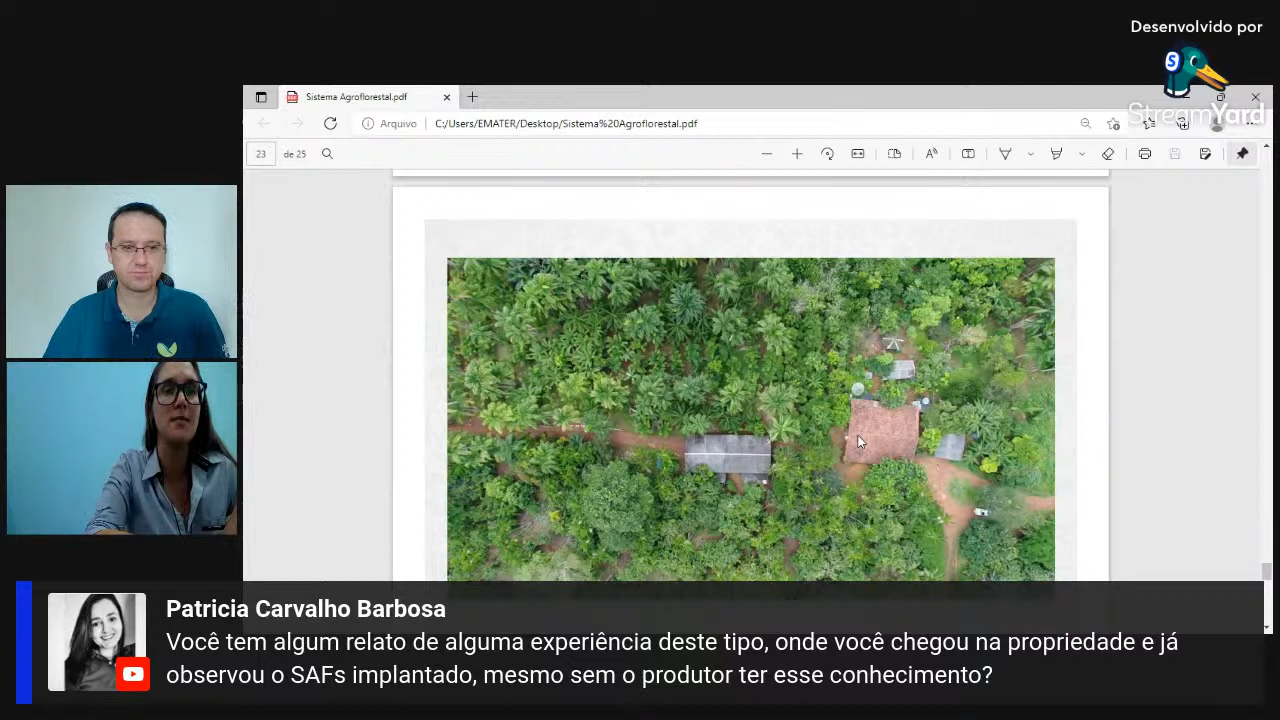 Desenvolvido por
S
StreamYard
Sistema Agroflorestal.pdf
Arquivo
C:/Users/EMATER/Desktop/Sistema%20Agroflorestal.pdf
23 de 25
Patricia Carvalho Barbosa
Você tem algum relato de alguma experiência deste tipo, onde você chegou na propriedade e já
observou o SAFs implantado, mesmo sem o produtor ter esse conhecimento?